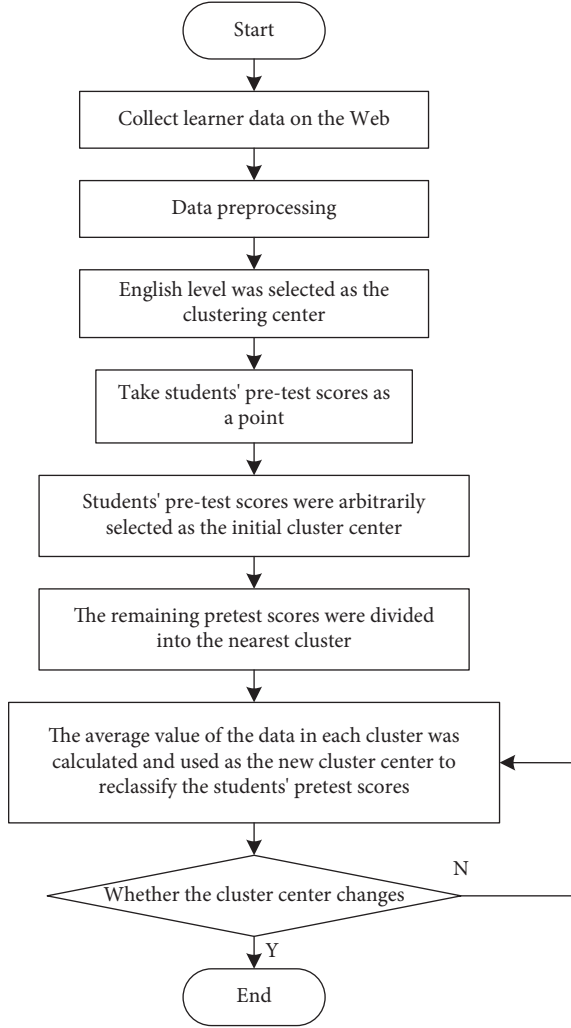 Start
Collect learner data on the Web
Data preprocessing
English level was selected as the
clustering center
Take students' pre-test scores as
a point
Students' pre-test scores were arbitrarily
selected as the initial cluster center
The remaining pretest scores were divided
into the nearest cluster
The average value of the data in each cluster was
calculated and used as the new cluster center to
reclassify the students' pretest scores
N
Whether the cluster center changes
Y
End